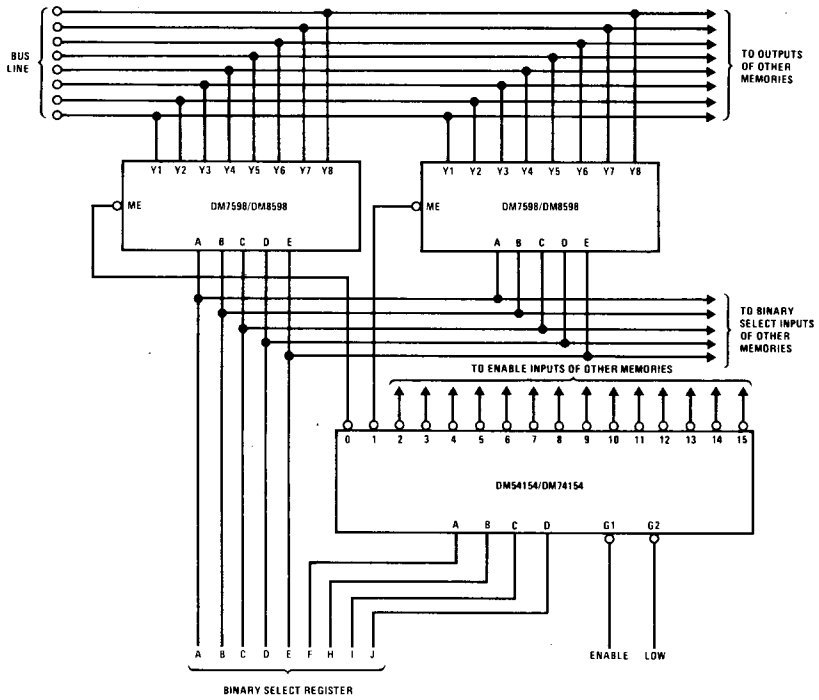 BUS
LINE
TO OUTPUTS
OF OTHER
MEMORIES
Y1 Y2 Y3 Y4 Y5 Y6 Y7 Y8
ME
DM7598/DM8598
A B C D E
Y1 Y2 Y3 Y4 Y5 Y6 Y7 Y8
ME
DM7598/DM8598
A B C D E
TO BINARY
SELECT INPUTS
OF OTHER
MEMORIES
TO ENABLE INPUTS OF OTHER MEMORIES
0 1 2 3 4 5 6 7 8 9 10 11 12 13 14 15
DM54154/DM74154
A B C D G1 G2
A B C D E F H I J
ENABLE LOW
BINARY SELECT REGISTER